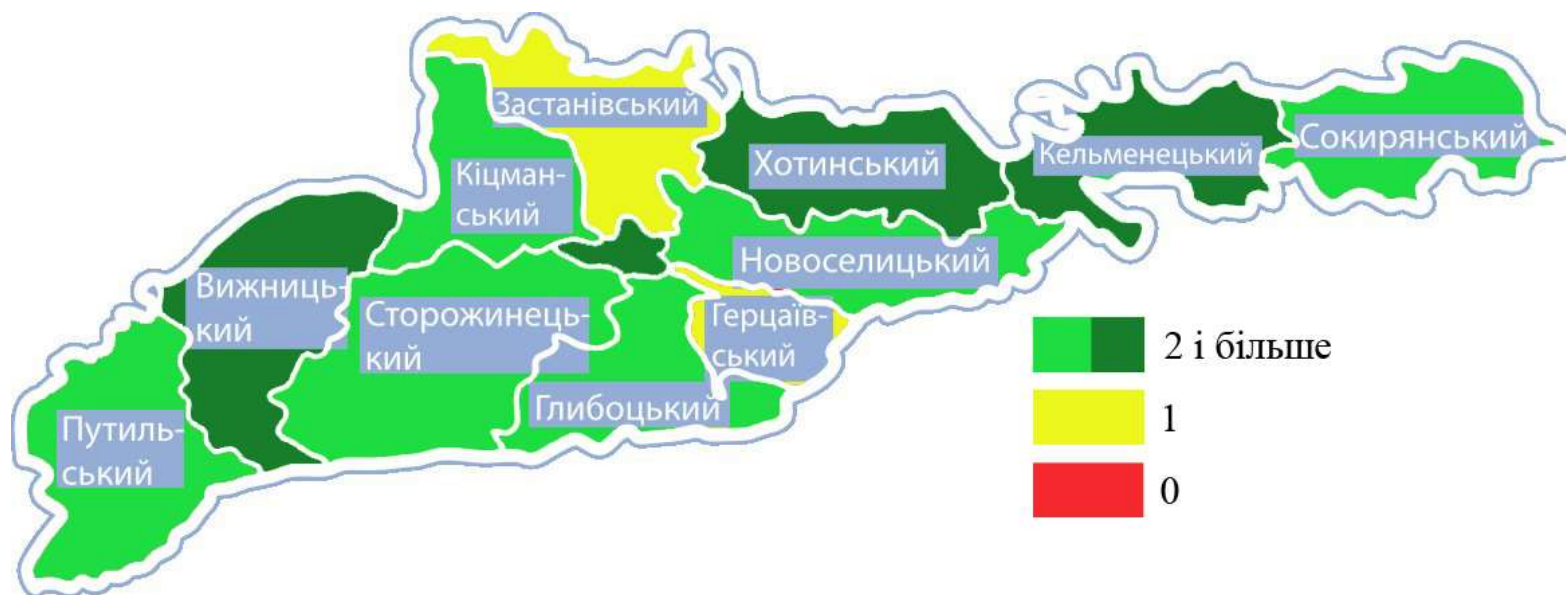 Застанівський
Хотинський
Кельменецький
Сокирянський
Кіцман-
ський
Новоселицький
Вижниць-
кий
Сторожинець-
кий
Герцаїв-
ський
Глибоцький
Путиль-
ський
2 і більше
1
0